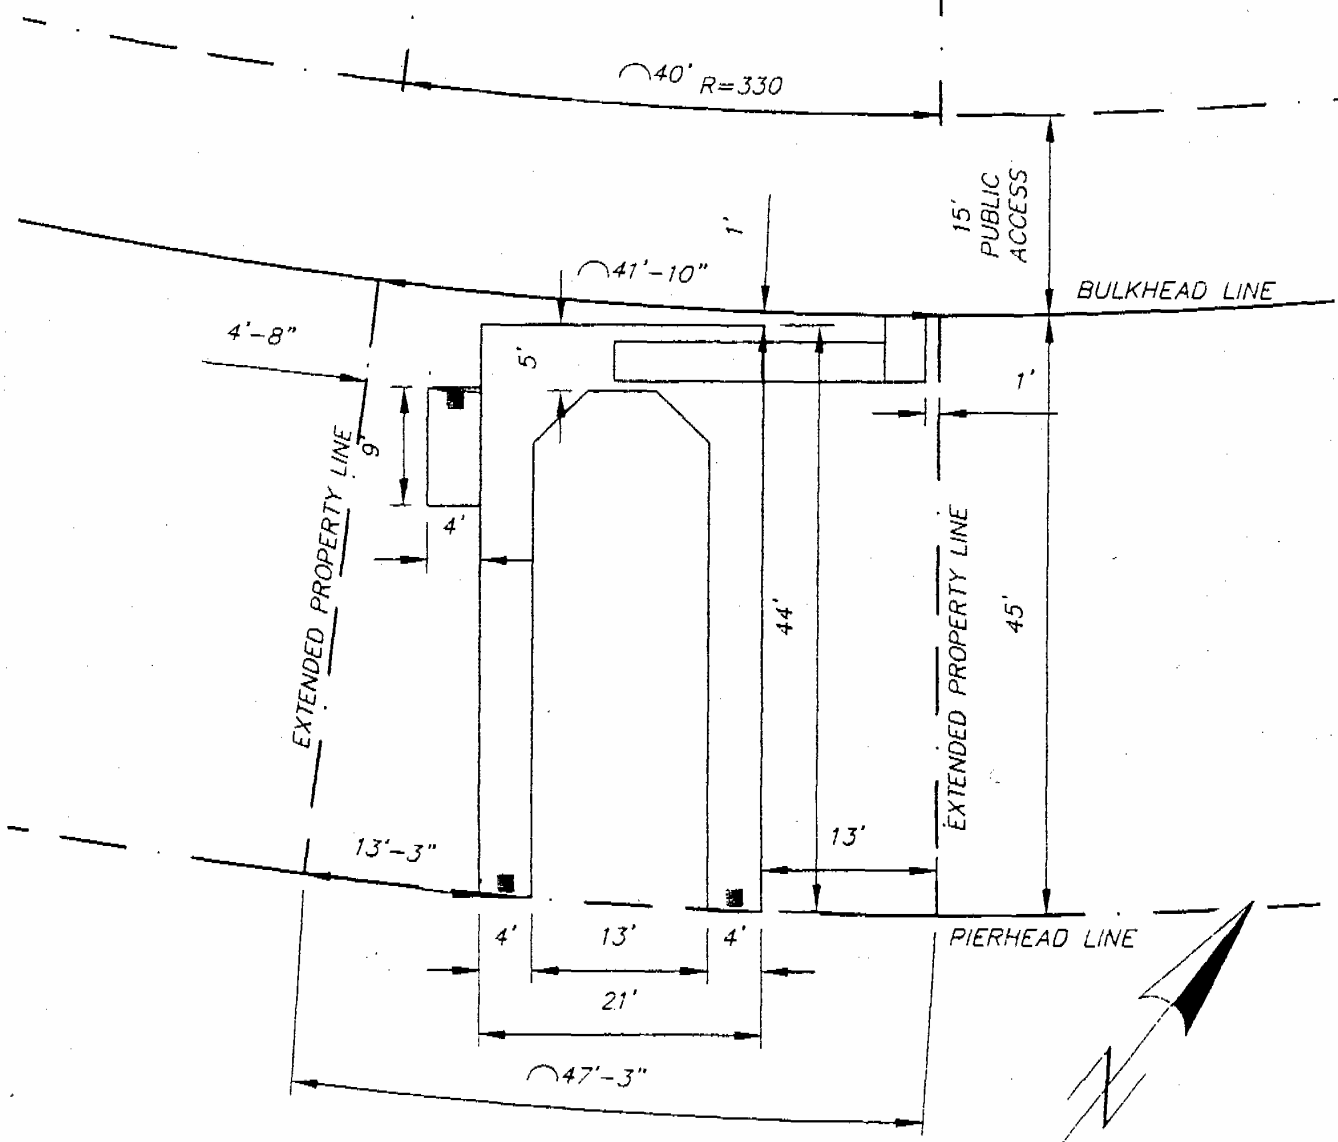 ⌒40' R=330
15'
PUBLIC
ACCESS
1'
⌒41'-10"
BULKHEAD LINE
4'-8"
5'
1'
9'
EXTENDED PROPERTY LINE
4'
44'
EXTENDED PROPERTY LINE
45'
13'-3"
13'
4'
13'
4'
PIERHEAD LINE
21'
⌒47'-3"
N